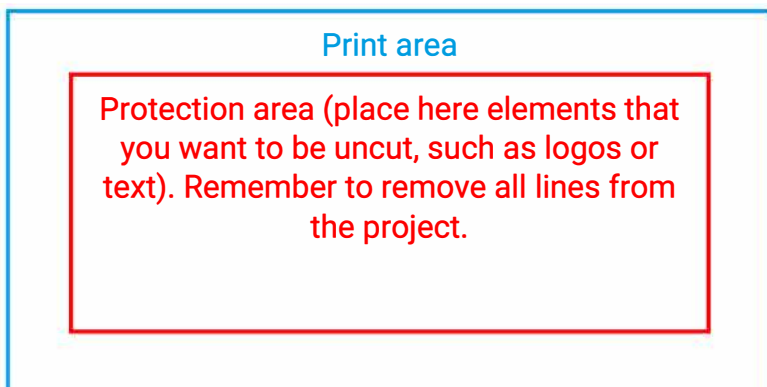 Print area
Protection area (place here elements that
you want to be uncut, such as logos or
text). Remember to remove all lines from
the project.